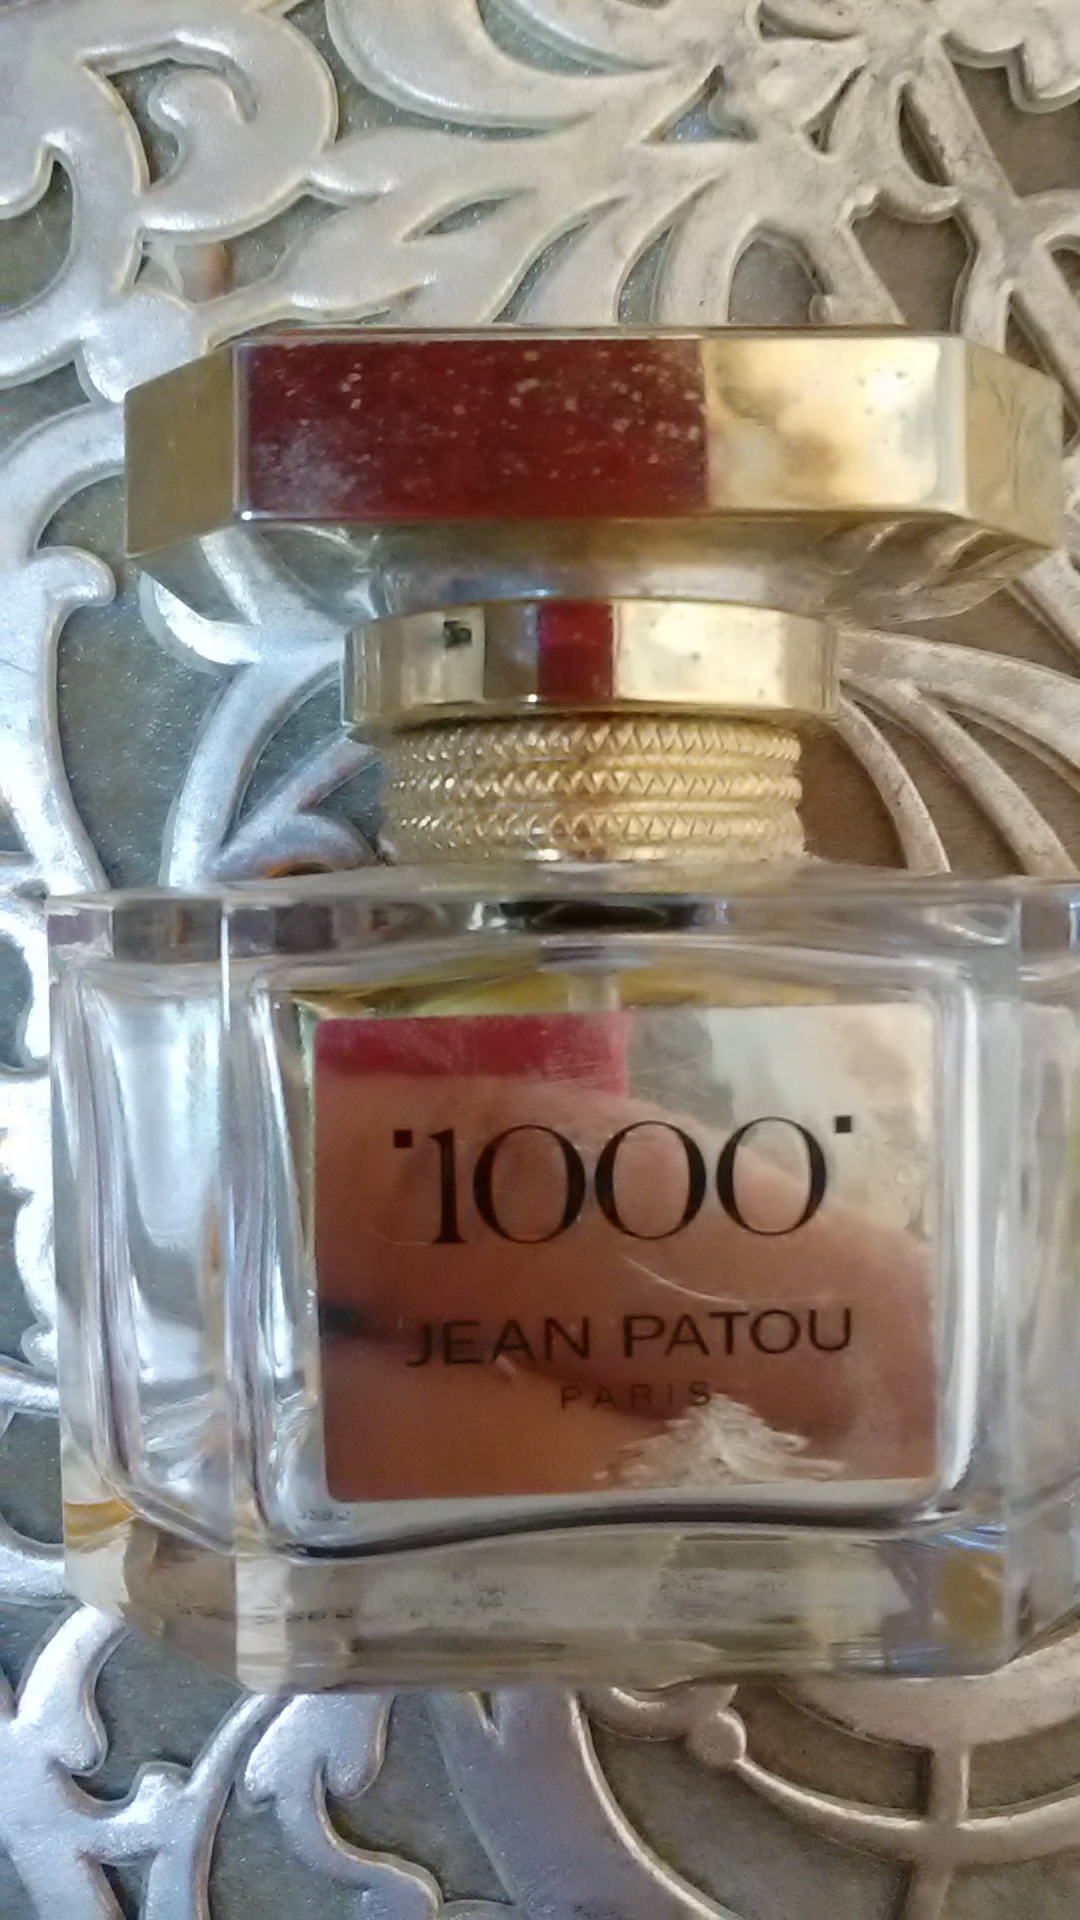 "1000"
JEAN PATOU
PARIS